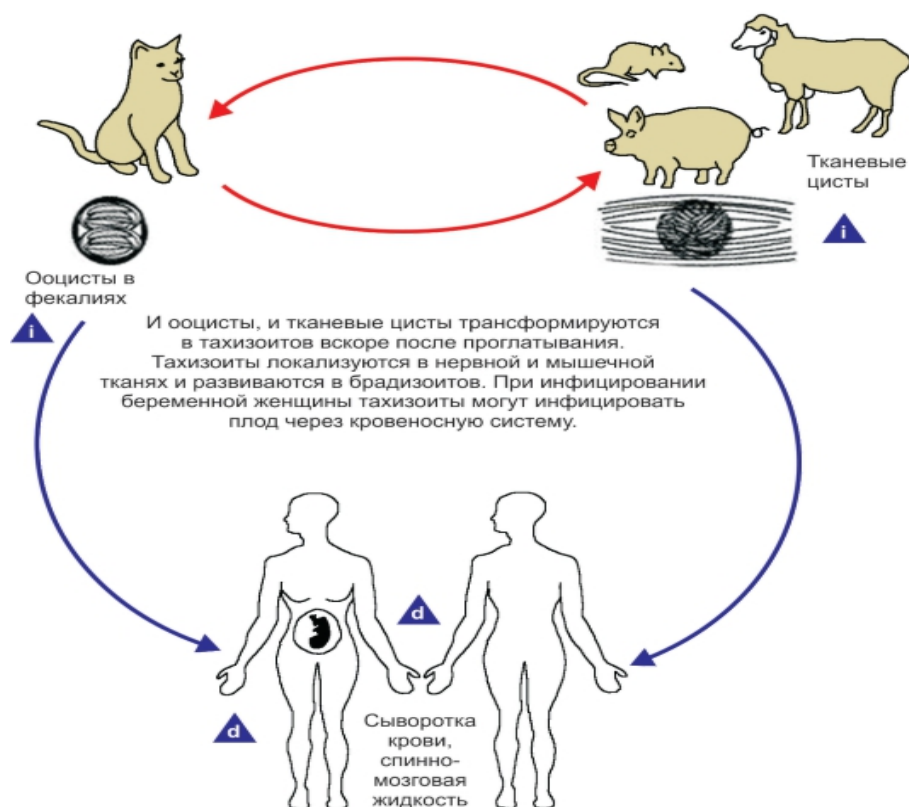 Тканевые
цисты
i
Ооцисты в
фекалиях
i
И ооцисты, и тканевые цисты трансформируются
в тахизоитов вскоре после проглатывания.
Тахизоиты локализуются в нервной и мышечной
тканях и развиваются в брадизоитов. При инфицировании
беременной женщины тахизоиты могут инфицировать
плод через кровеносную систему.
d
d
Сыворотка
крови,
спинно-
мозговая
жидкость